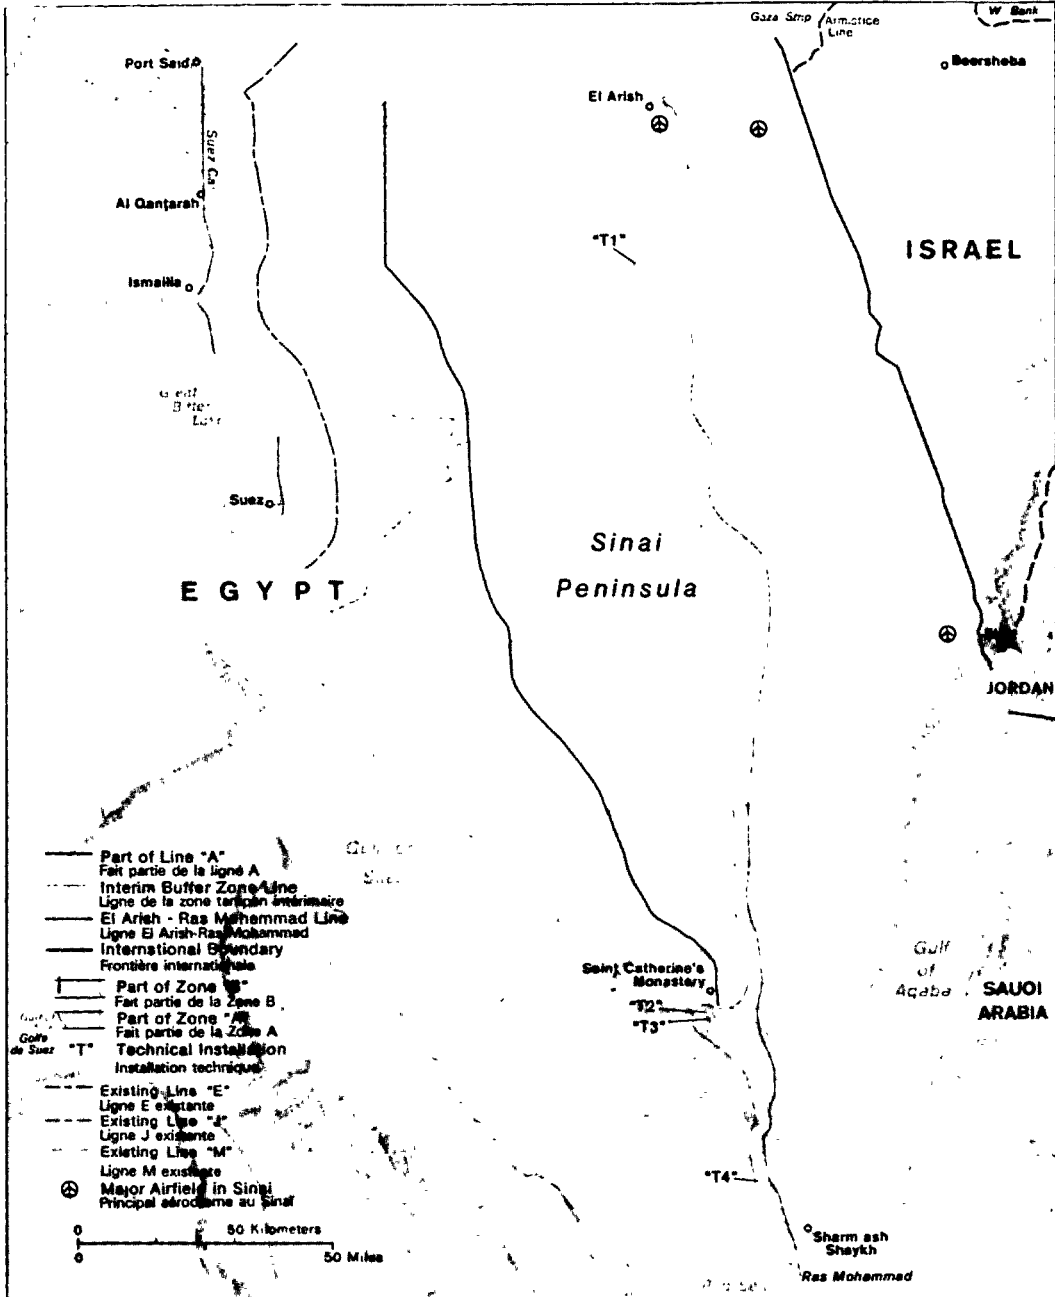 Gaza Strip
Armistice
Line
W Bank
Port Said
Beersheba
El Arish
Suez
Al Qantarah
"T1"
ISRAEL
Ismailia
Great
Bitter
Lake
Suez
Sinai
Peninsula
EGYPT
JORDAN
Part of Line "A"
Fait partie de la ligne A
Interim Buffer Zone Line
Ligne de la zone tampon intérimaire
El Arish - Ras Mohammad Line
Ligne El Arish-Ras Mohammad
International Boundary
Frontière internationale
Part of Zone "B"
Fait partie de la Zone B
Part of Zone "A"
Fait partie de la Zone A
Golfe
de Suez
"T" Technical Installation
Installation technique
Existing Line "E"
Ligne E existante
Existing Line "J"
Ligne J existante
Existing Line "M"
Ligne M existante
Major Airfield in Sinai
Principal aérodrome au Sinaï
0 50 Kilometers
0 50 Miles
Saint Catherine's
Monastery
"T2"
"T3"
Gulf
of
Aqaba
SAUDI
ARABIA
"T4"
Sharm ash
Shaykh
Ras Mohammad